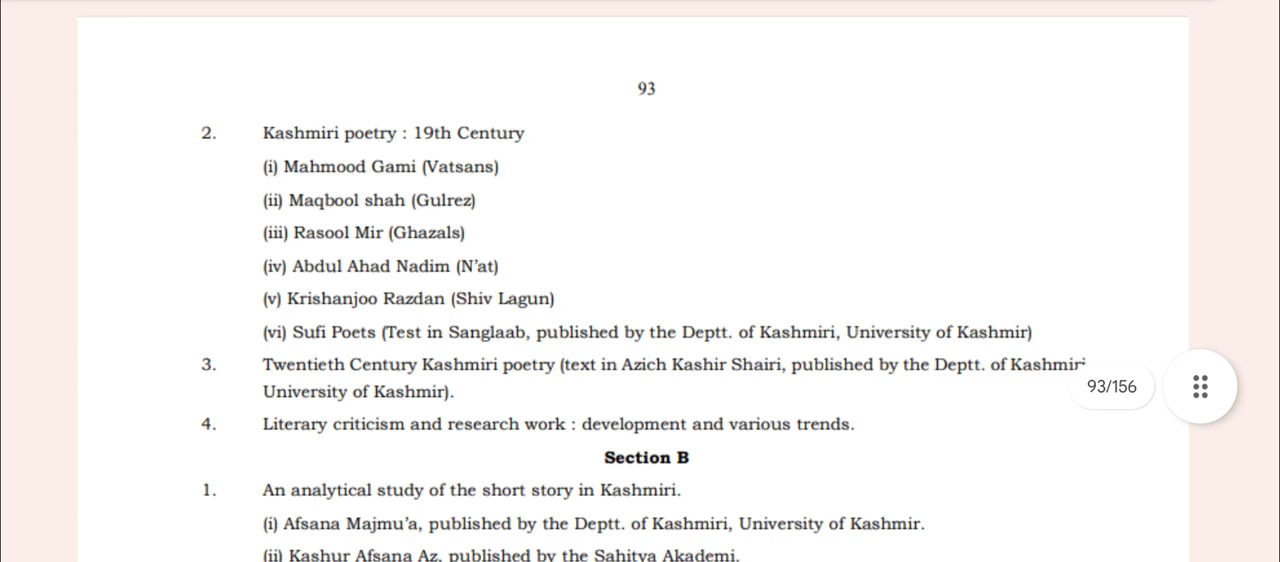 93
2. Kashmiri poetry : 19th Century
(i) Mahmood Gami (Vatsans)
(ii) Maqbool shah (Gulrez)
(iii) Rasool Mir (Ghazals)
(iv) Abdul Ahad Nadim (N’at)
(v) Krishanjoo Razdan (Shiv Lagun)
(vi) Sufi Poets (Test in Sanglaab, published by the Deptt. of Kashmiri, University of Kashmir)
3. Twentieth Century Kashmiri poetry (text in Azich Kashir Shairi, published by the Deptt. of Kashmiri
93/156
University of Kashmir).
4. Literary criticism and research work : development and various trends.
Section B
1. An analytical study of the short story in Kashmiri.
(i) Afsana Majmu’a, published by the Deptt. of Kashmiri, University of Kashmir.
(ii) Kashur Afsana Az, published by the Sahitya Akademi.